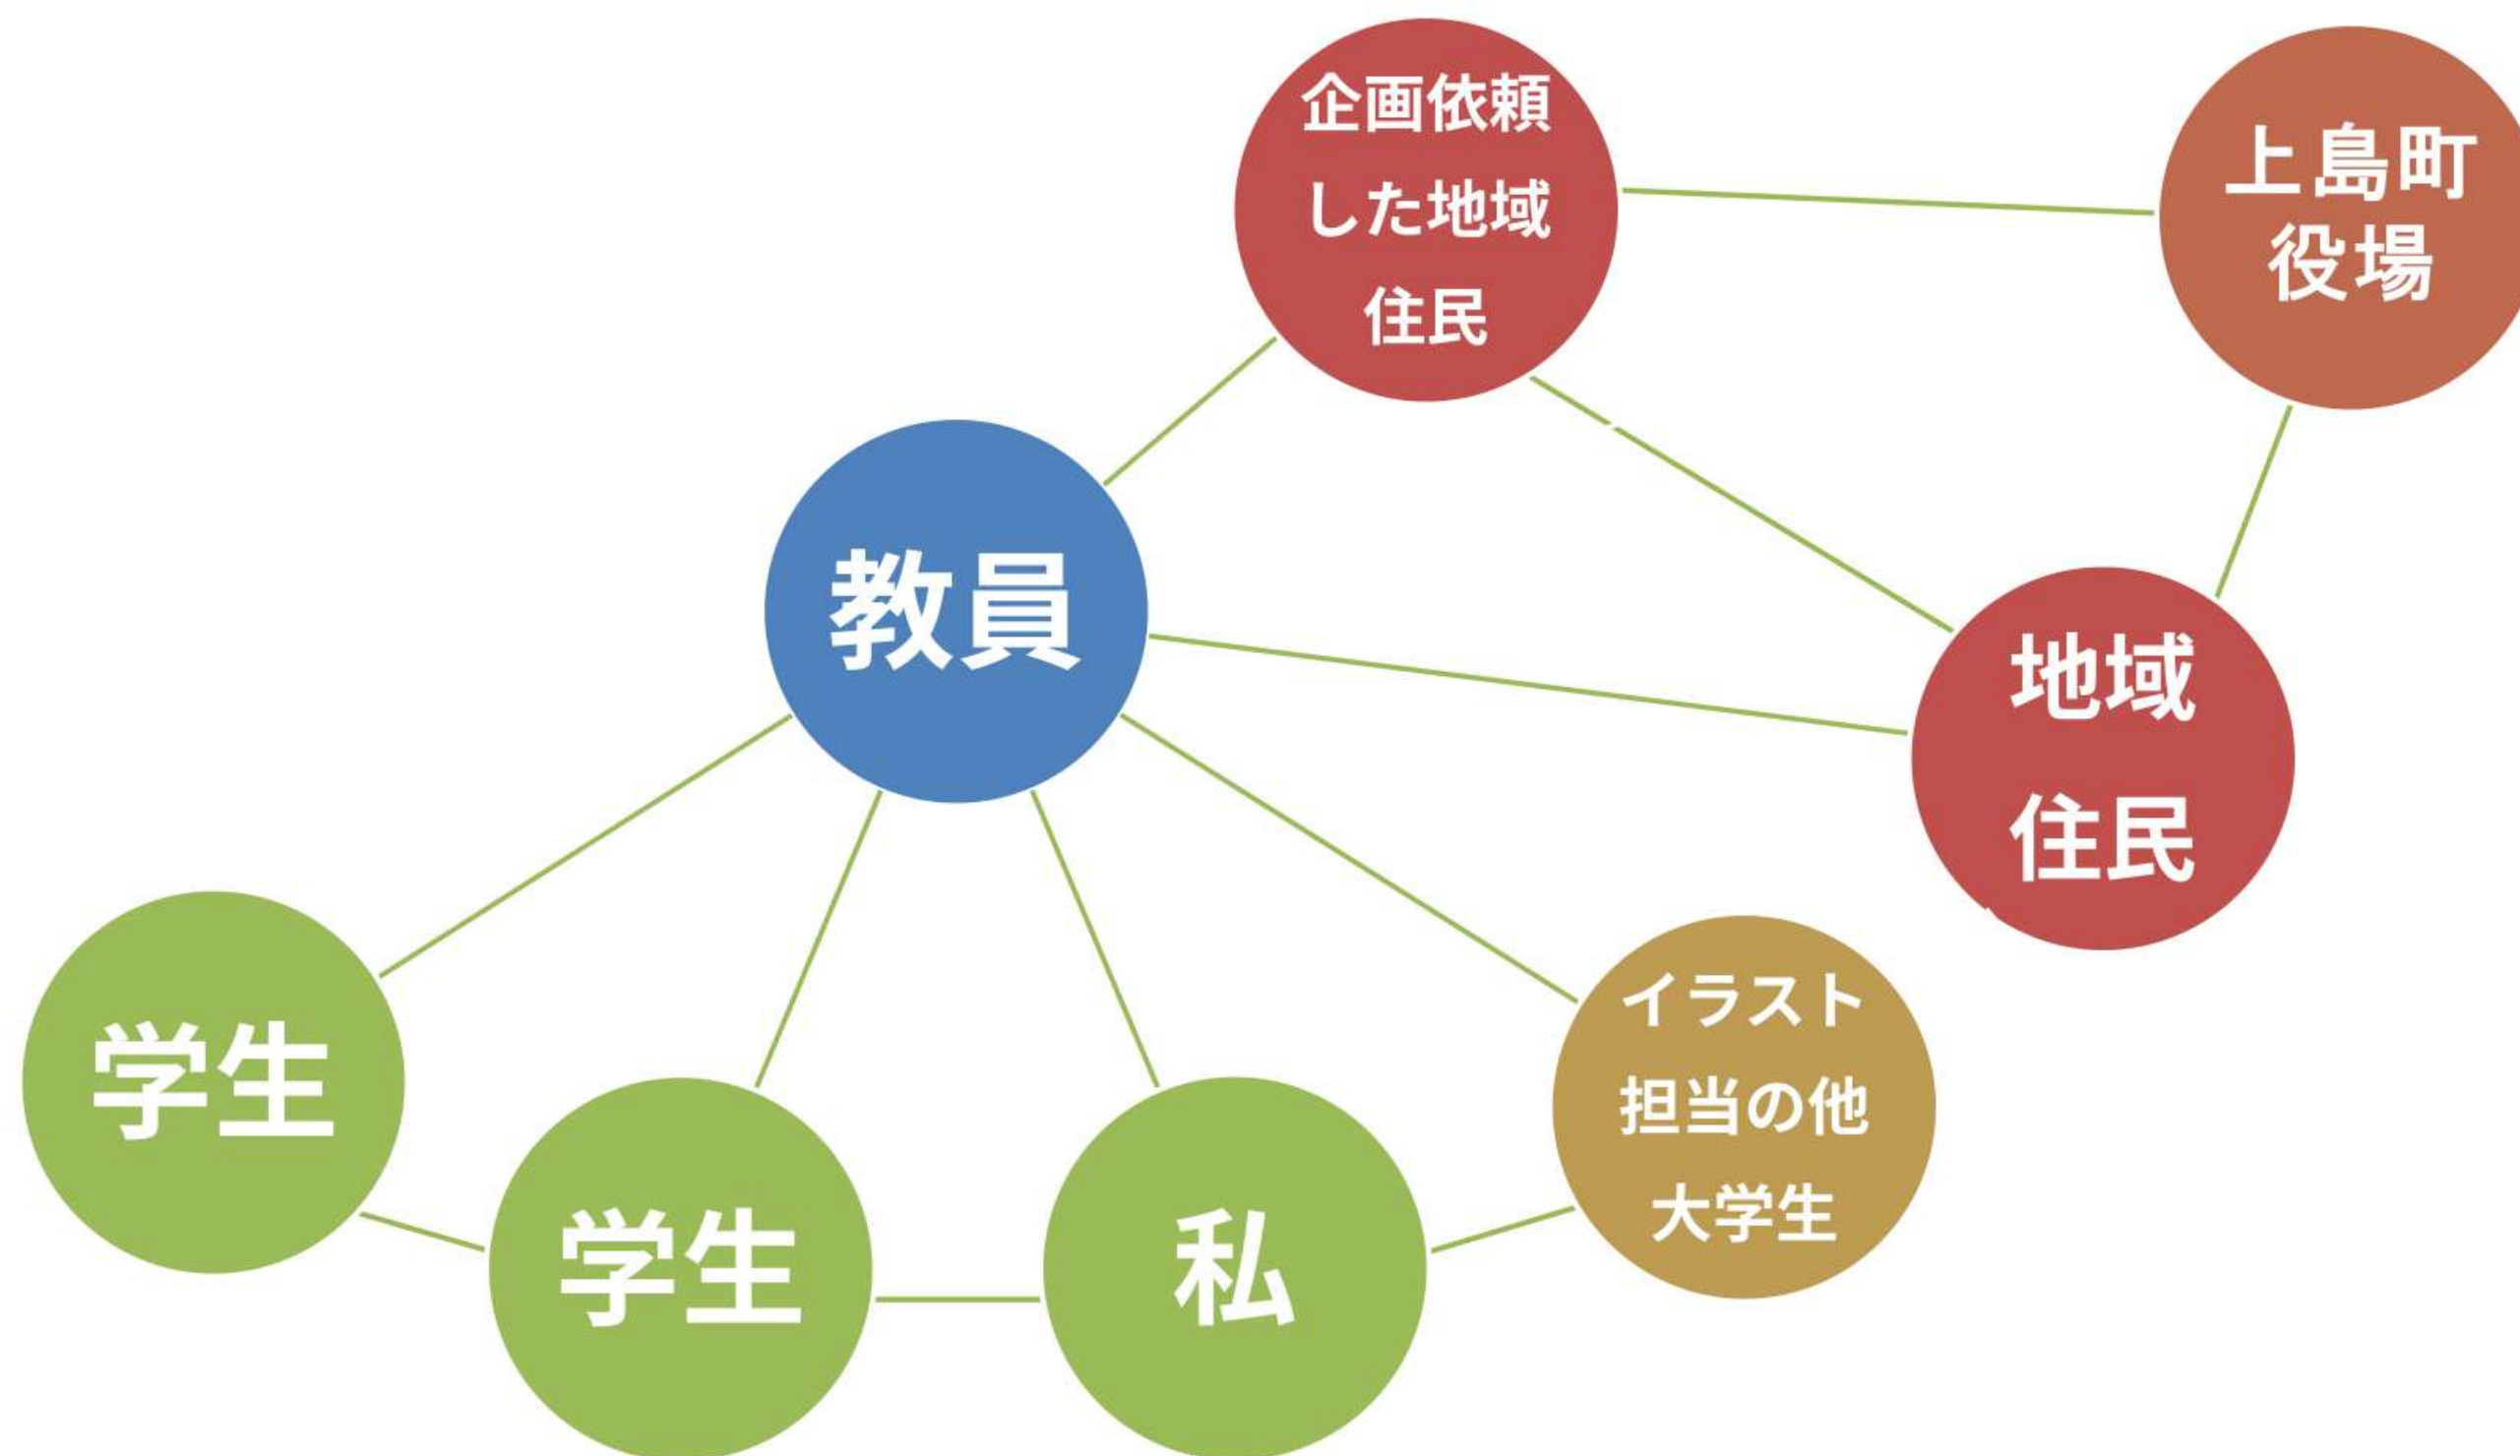 企画依頼
した地域
住民
上島町
役場
教員
地域
住民
学生
学生
私
イラスト
担当の他
大学生